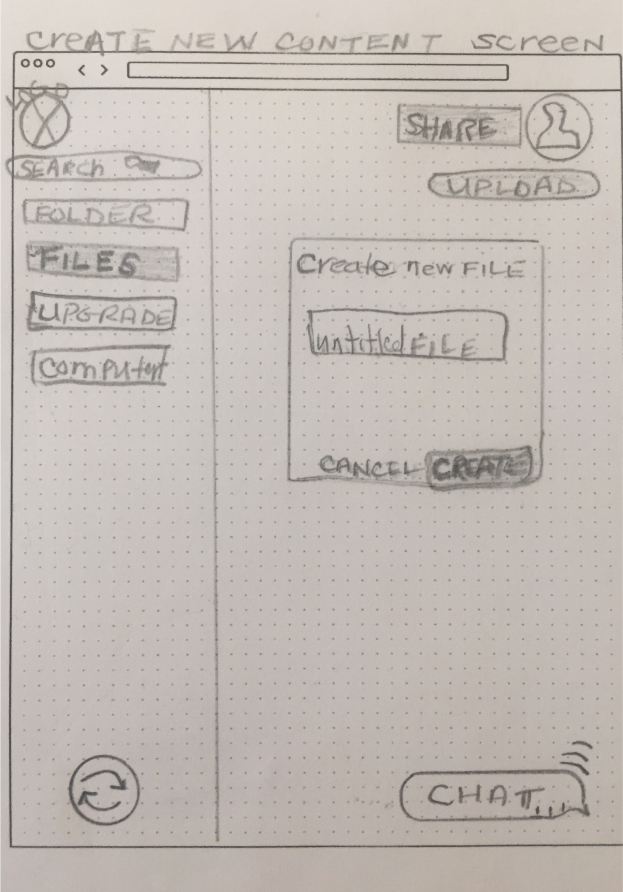 CreATE NEW CONTENT screen
LOGO
SHARE
SEARCh
UPLOAD
FOLDER
FILES
Create new FILE
UPGRADE
untitled FILE
Computer
CANCEL CREATE
CHAT...